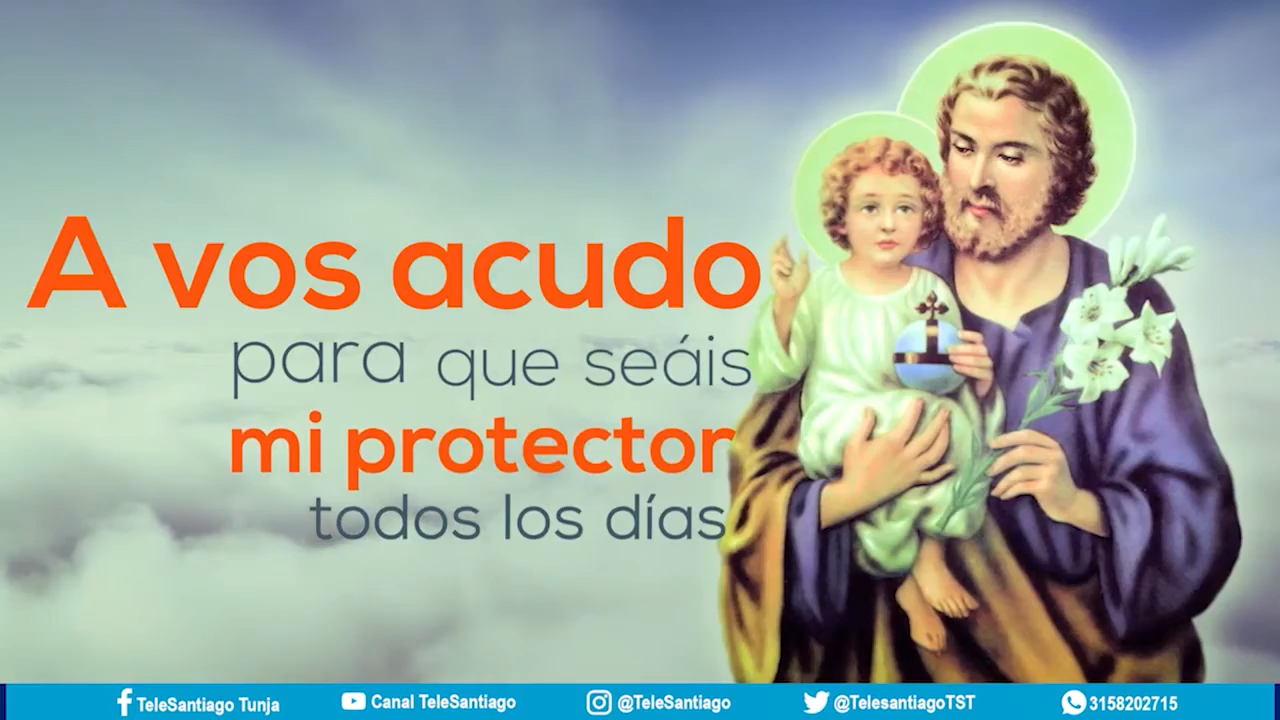 A vos acudo
para que seáis
mi protector
todos los días
TeleSantiago Tunja
Canal TeleSantiago
@TeleSantiago
@TelesantiagoTST
3158202715